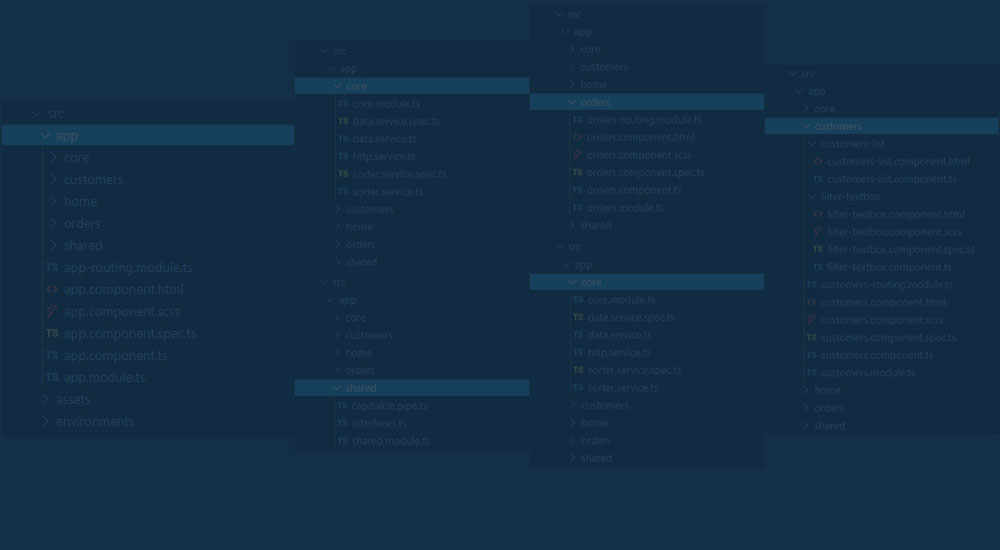 src
app
core
customers
home
orders
shared
app-routing.module.ts
app.component.html
app.component.scss
TS app.component.spec.ts
TS app.component.ts
TS app.module.ts
assets
environments
src
app
core
TS core.module.ts
TS data.service.spec.ts
TS data.service.ts
TS http.service.ts
TS sorter.service.spec.ts
TS sorter.service.ts
customers
home
orders
shared
src
app
core
customers
home
orders
shared
TS capitalize.pipe.ts
TS interfaces.ts
TS shared.module.ts
src
app
core
customers
home
orders
TS orders-routing.module.ts
<> orders.component.html
orders.component.scss
TS orders.component.spec.ts
TS orders.component.ts
TS orders.module.ts
shared
src
app
core
TS core.module.ts
TS data.service.spec.ts
TS data.service.ts
TS http.service.ts
TS sorter.service.spec.ts
TS sorter.service.ts
customers
home
orders
shared
src
app
core
customers
customers-list
<> customers-list.component.html
TS customers-list.component.ts
filter-textbox
<> filter-textbox.component.html
filter-textbox.component.scss
TS filter-textbox.component.spec.ts
TS filter-textbox.component.ts
TS customers-routing.module.ts
<> customers.component.html
customers.component.scss
TS customers.component.spec.ts
TS customers.component.ts
TS customers.module.ts
home
orders
shared